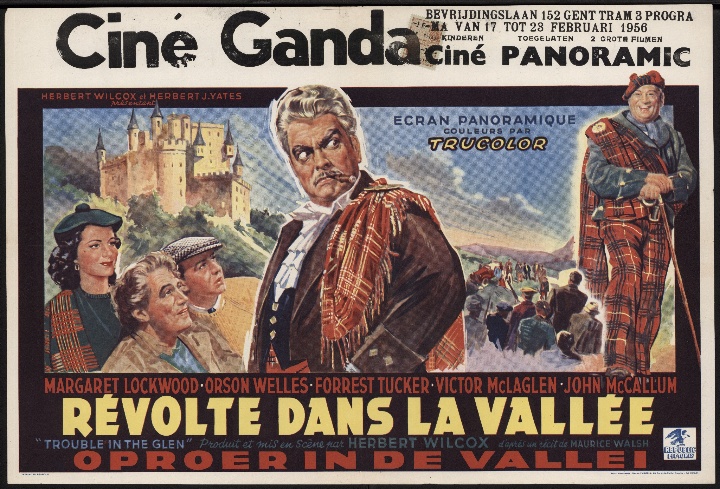 Ciné Ganda
BEVRIJDINGSLAAN 152 GENT TRAM 3 PROGRA
-MA VAN 17 TOT 23 FEBRUARI 1956
KINDEREN TOEGELATEN 2 GROTE FILMEN
ciné PANORAMIC
HERBERT WILCOX et HERBERT J. YATES
présentent
ECRAN PANORAMIQUE
COULEURS PAR
TRUCOLOR
MARGARET LOCKWOOD · ORSON WELLES · FORREST TUCKER · VICTOR McLAGLEN · JOHN McCALLUM
RÉVOLTE DANS LA VALLÉE
"TROUBLE IN THE GLEN" Produit et mis en scène par HERBERT WILCOX d'après un récit de MAURICE WALSH
OPROER IN DE VALLEI
REPUBLIC
PICTURES